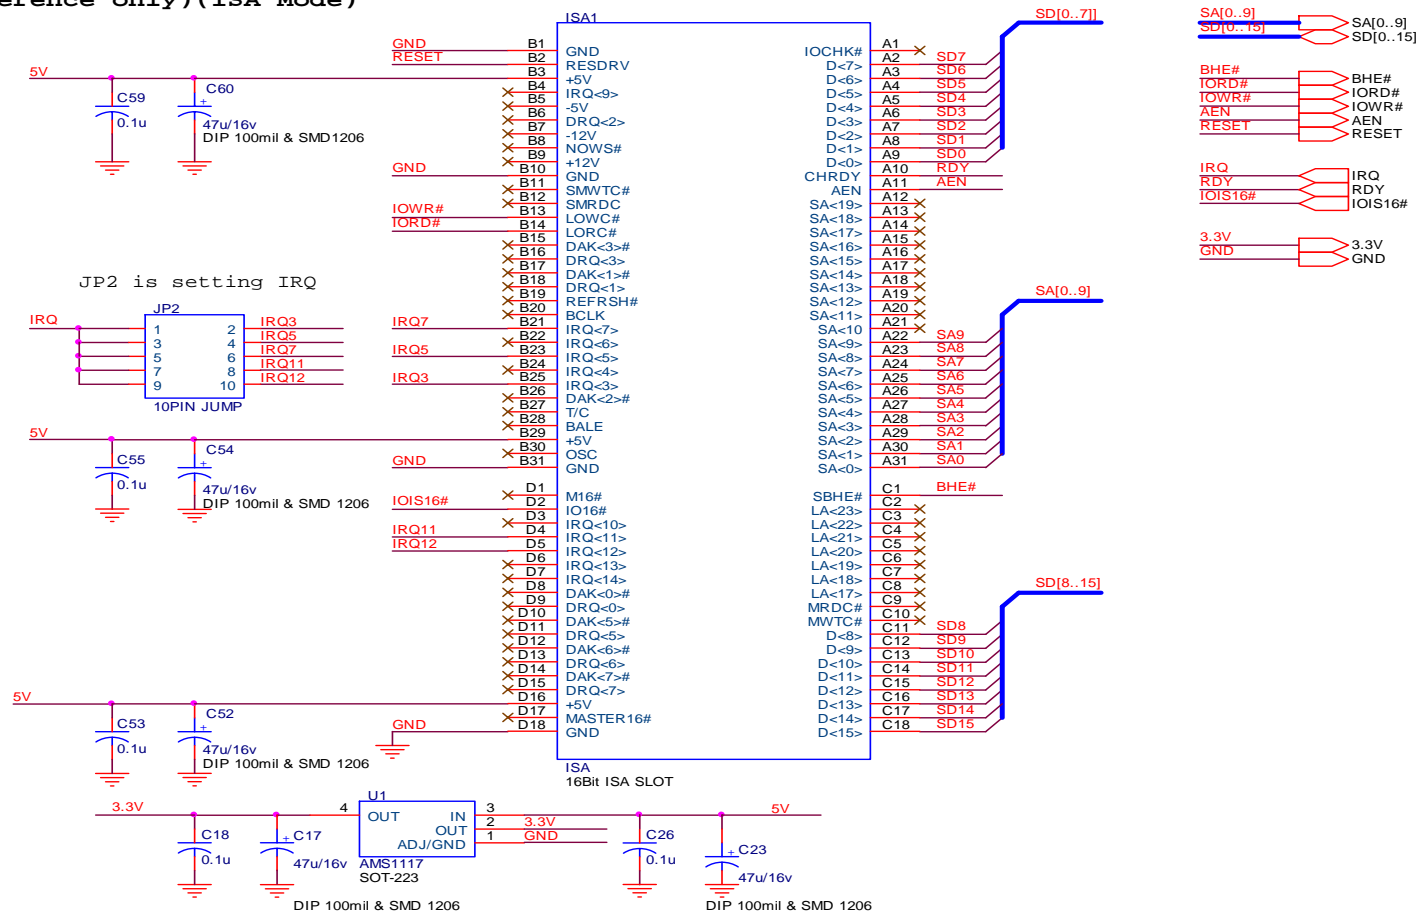 erence Only)(ISA Mode)
ISA1
SD[0..7]]
SA[0..9]
SD[0..15]
SA[0..9]
SD[0..15]
BHE#
IORD#
IOWR#
AEN
RESET
BHE#
IORD#
IOWR#
AEN
RESET
IRQ
RDY
IOIS16#
IRQ
RDY
IOIS16#
3.3V
GND
3.3V
GND
5V
C59
0.1u
C60
+
47u/16v
DIP 100mil & SMD1206
GND B1 GND
RESET B2 RESDRV
B3 +5V
B4 IRQ<9>
B5 -5V
B6 DRQ<2>
B7 -12V
B8 NOWS#
B9 +12V
GND B10 GND
B11 SMWTC#
B12 SMRDC
IOWR# B13 LOWC#
IORD# B14 LORC#
B15 DAK<3>#
B16 DRQ<3>
B17 DAK<1>#
B18 DRQ<1>
B19 REFRSH#
B20 BCLK
IRQ7 B21 IRQ<7>
B22 IRQ<6>
IRQ5 B23 IRQ<5>
B24 IRQ<4>
IRQ3 B25 IRQ<3>
B26 DAK<2>#
B27 T/C
B28 BALE
B29 +5V
B30 OSC
GND B31 GND
D1 M16#
IOIS16# D2 IO16#
D3 IRQ<10>
IRQ11 D4 IRQ<11>
IRQ12 D5 IRQ<12>
D6 IRQ<13>
D7 IRQ<14>
D8 DAK<0>#
D9 DRQ<0>
D10 DAK<5>#
D11 DRQ<5>
D12 DAK<6>#
D13 DRQ<6>
D14 DAK<7>#
D15 DRQ<7>
D16 +5V
D17 MASTER16#
GND D18 GND
IOCHK# A1
D<7> A2 SD7
D<6> A3 SD6
D<5> A4 SD5
D<4> A5 SD4
D<3> A6 SD3
D<2> A7 SD2
D<1> A8 SD1
D<0> A9 SD0
CHRDY A10 RDY
AEN A11 AEN
SA<19> A12
SA<18> A13
SA<17> A14
SA<16> A15
SA<15> A16
SA<14> A17
SA<13> A18
SA<12> A19
SA<11> A20
SA<10 A21
SA<9> A22 SA9
SA<8> A23 SA8
SA<7> A24 SA7
SA<6> A25 SA6
SA<5> A26 SA5
SA<4> A27 SA4
SA<3> A28 SA3
SA<2> A29 SA2
SA<1> A30 SA1
SA<0> A31 SA0
SBHE# C1 BHE#
LA<23> C2
LA<22> C3
LA<21> C4
LA<20> C5
LA<19> C6
LA<18> C7
LA<17> C8
MRDC# C9
MWTC# C10
D<8> C11 SD8
D<9> C12 SD9
D<10> C13 SD10
D<11> C14 SD11
D<12> C15 SD12
D<13> C16 SD13
D<14> C17 SD14
D<15> C18 SD15
SA[0..9]
SD[8..15]
JP2 is setting IRQ
JP2
IRQ 1 2 IRQ3
3 4 IRQ5
5 6 IRQ7
7 8 IRQ11
9 10 IRQ12
10PIN JUMP
5V
C55
0.1u
C54
+
47u/16v
DIP 100mil & SMD 1206
5V
C53
0.1u
C52
+
47u/16v
DIP 100mil & SMD 1206
ISA
16Bit ISA SLOT
U1
3.3V 4 OUT IN 3 5V
OUT 2 3.3V
ADJ/GND 1 GND
AMS1117
SOT-223
C18
0.1u
+ C17
47u/16v
DIP 100mil & SMD 1206
C26
0.1u
+ C23
47u/16v
DIP 100mil & SMD 1206